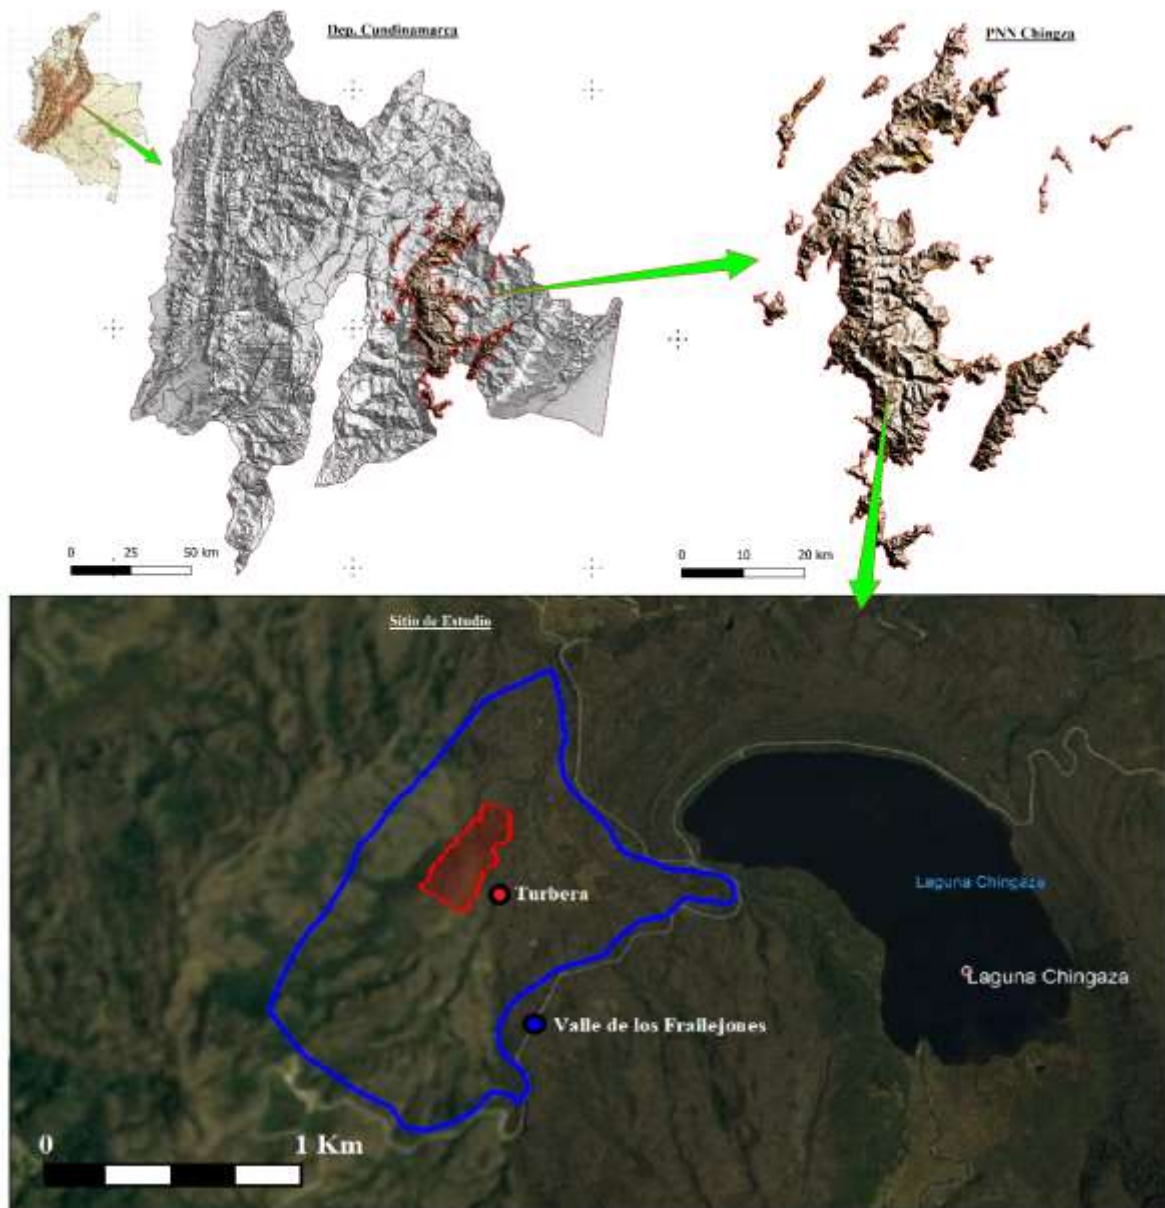 Dep. Cundinamarca
PNN Chingza
0 25 50 km
0 10 20 km
Sitio de Estudio
Turbera
Laguna Chingaza
Laguna Chingaza
Valle de los Frailejones
0 1 Km